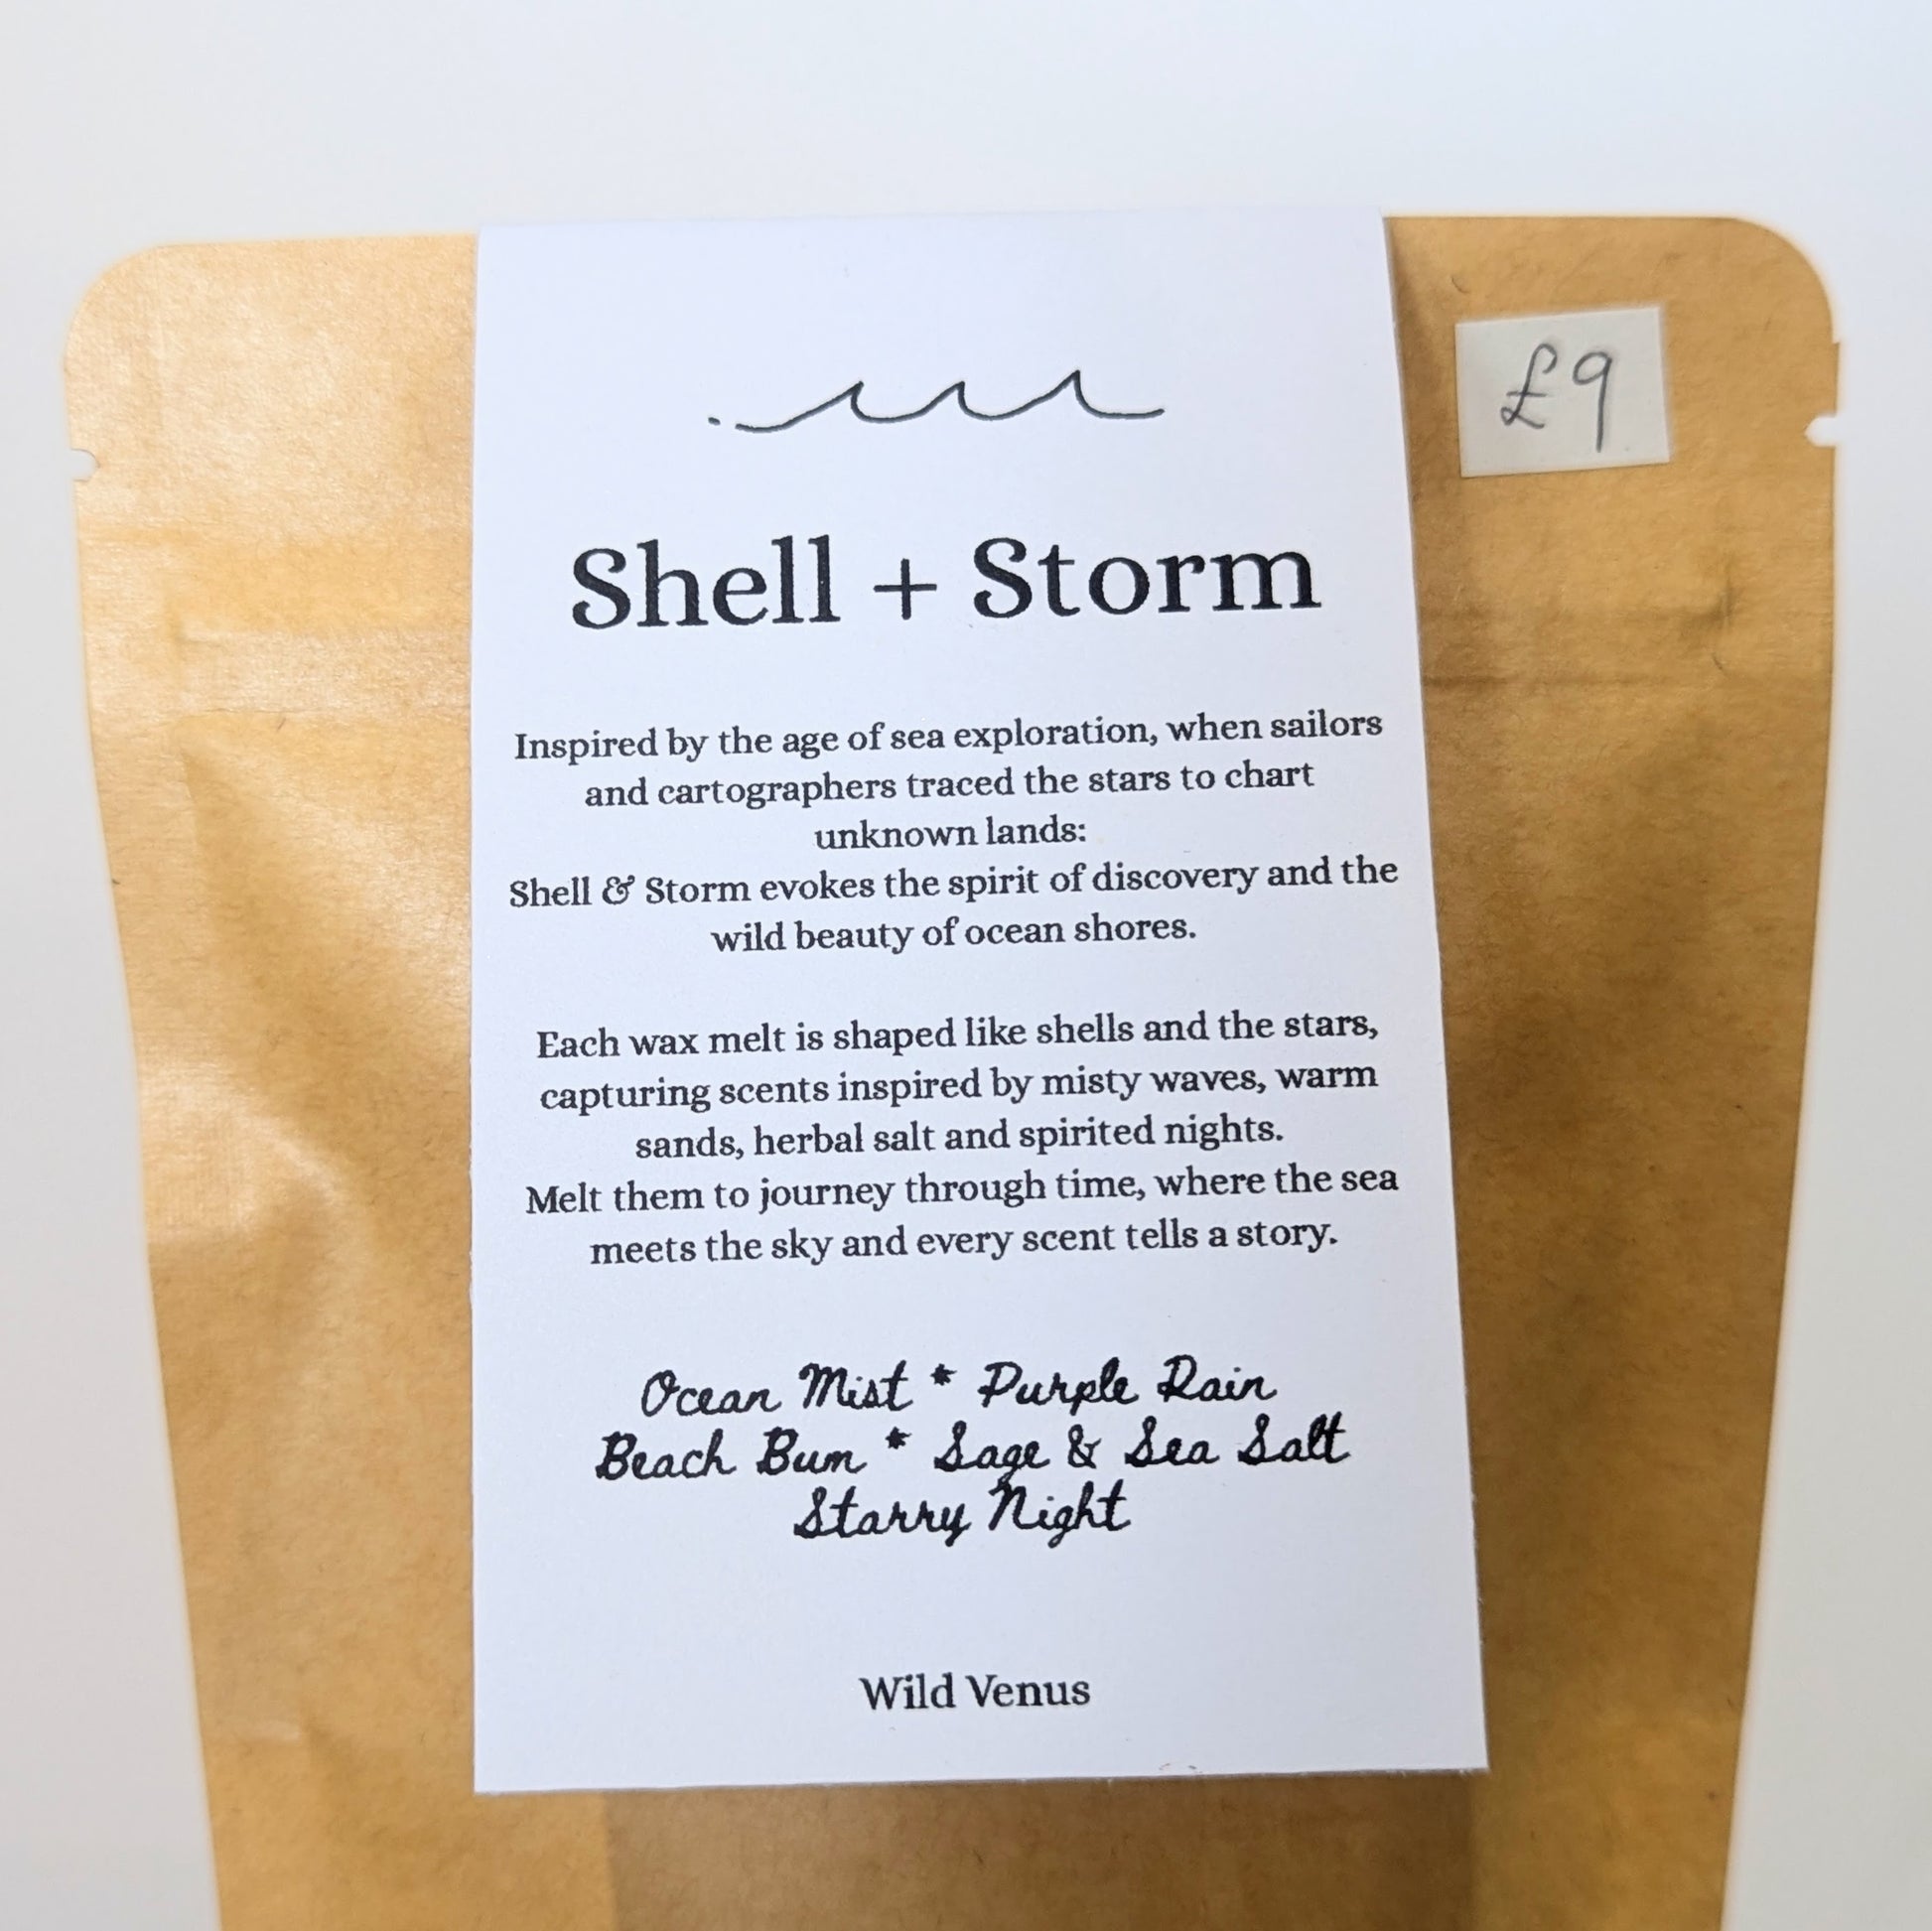 £9
Shell + Storm
Inspired by the age of sea exploration, when sailors
and cartographers traced the stars to chart
unknown lands:
Shell & Storm evokes the spirit of discovery and the
wild beauty of ocean shores.
Each wax melt is shaped like shells and the stars,
capturing scents inspired by misty waves, warm
sands, herbal salt and spirited nights.
Melt them to journey through time, where the sea
meets the sky and every scent tells a story.
Ocean Mist * Purple Rain
Beach Bum * Sage & Sea Salt
Starry Night
Wild Venus